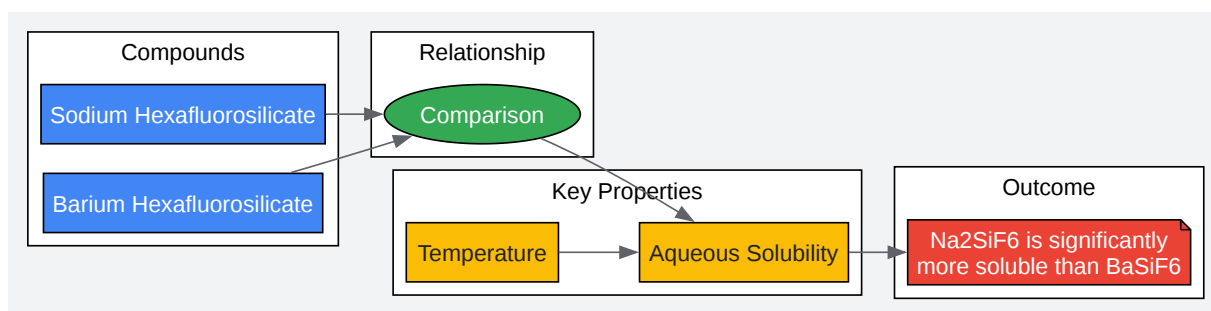 Compounds
Sodium Hexafluorosilicate
Barium Hexafluorosilicate
Relationship
Comparison
Key Properties
Temperature
Aqueous Solubility
Outcome
Na2SiF6 is significantly
more soluble than BaSiF6